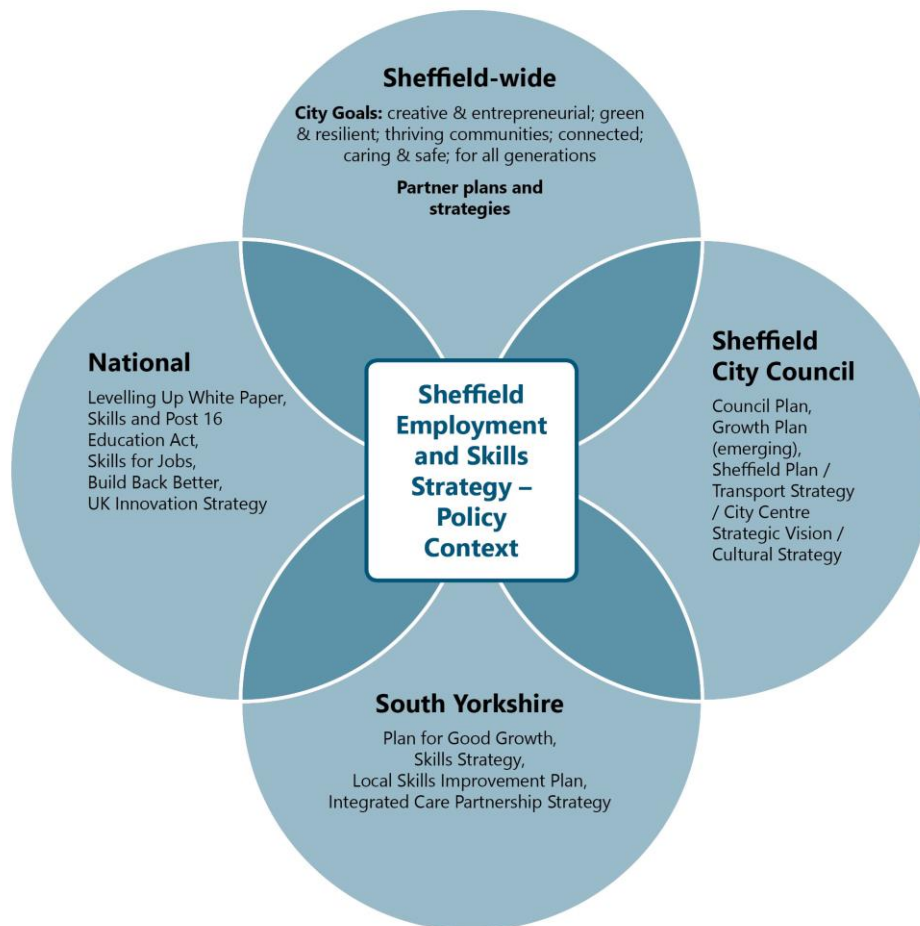 Sheffield-wide
City Goals: creative & entrepreneurial; green
& resilient; thriving communities; connected;
caring & safe; for all generations
Partner plans and
strategies
National
Levelling Up White Paper,
Skills and Post 16
Education Act,
Skills for Jobs,
Build Back Better,
UK Innovation Strategy
Sheffield
Employment
and Skills
Strategy –
Policy
Context
Sheffield
City Council
Council Plan,
Growth Plan
(emerging),
Sheffield Plan /
Transport Strategy
/ City Centre
Strategic Vision /
Cultural Strategy
South Yorkshire
Plan for Good Growth,
Skills Strategy,
Local Skills Improvement Plan,
Integrated Care Partnership Strategy